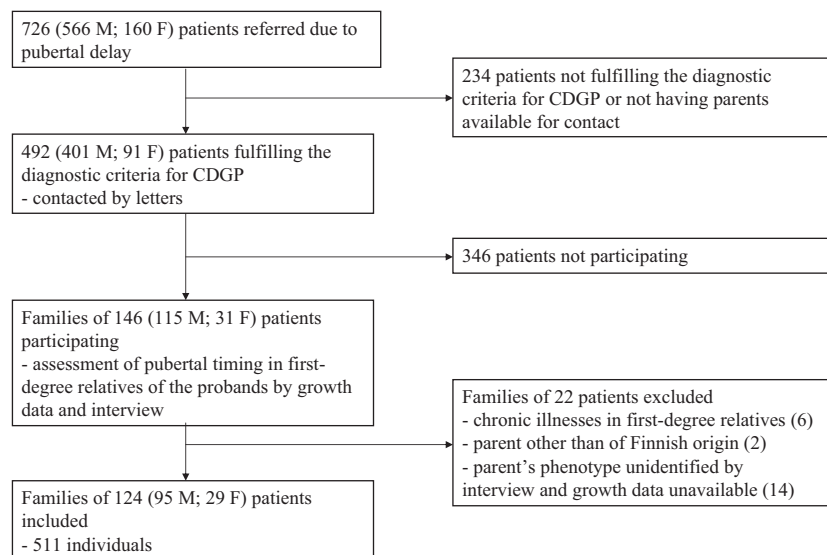 726 (566 M; 160 F) patients referred due to
pubertal delay
234 patients not fulfilling the diagnostic
criteria for CDGP or not having parents
available for contact
492 (401 M; 91 F) patients fulfilling the
diagnostic criteria for CDGP
- contacted by letters
346 patients not participating
Families of 146 (115 M; 31 F) patients
participating
- assessment of pubertal timing in first-
degree relatives of the probands by growth
data and interview
Families of 22 patients excluded
- chronic illnesses in first-degree relatives (6)
- parent other than of Finnish origin (2)
- parent’s phenotype unidentified by
interview and growth data unavailable (14)
Families of 124 (95 M; 29 F) patients
included
- 511 individuals